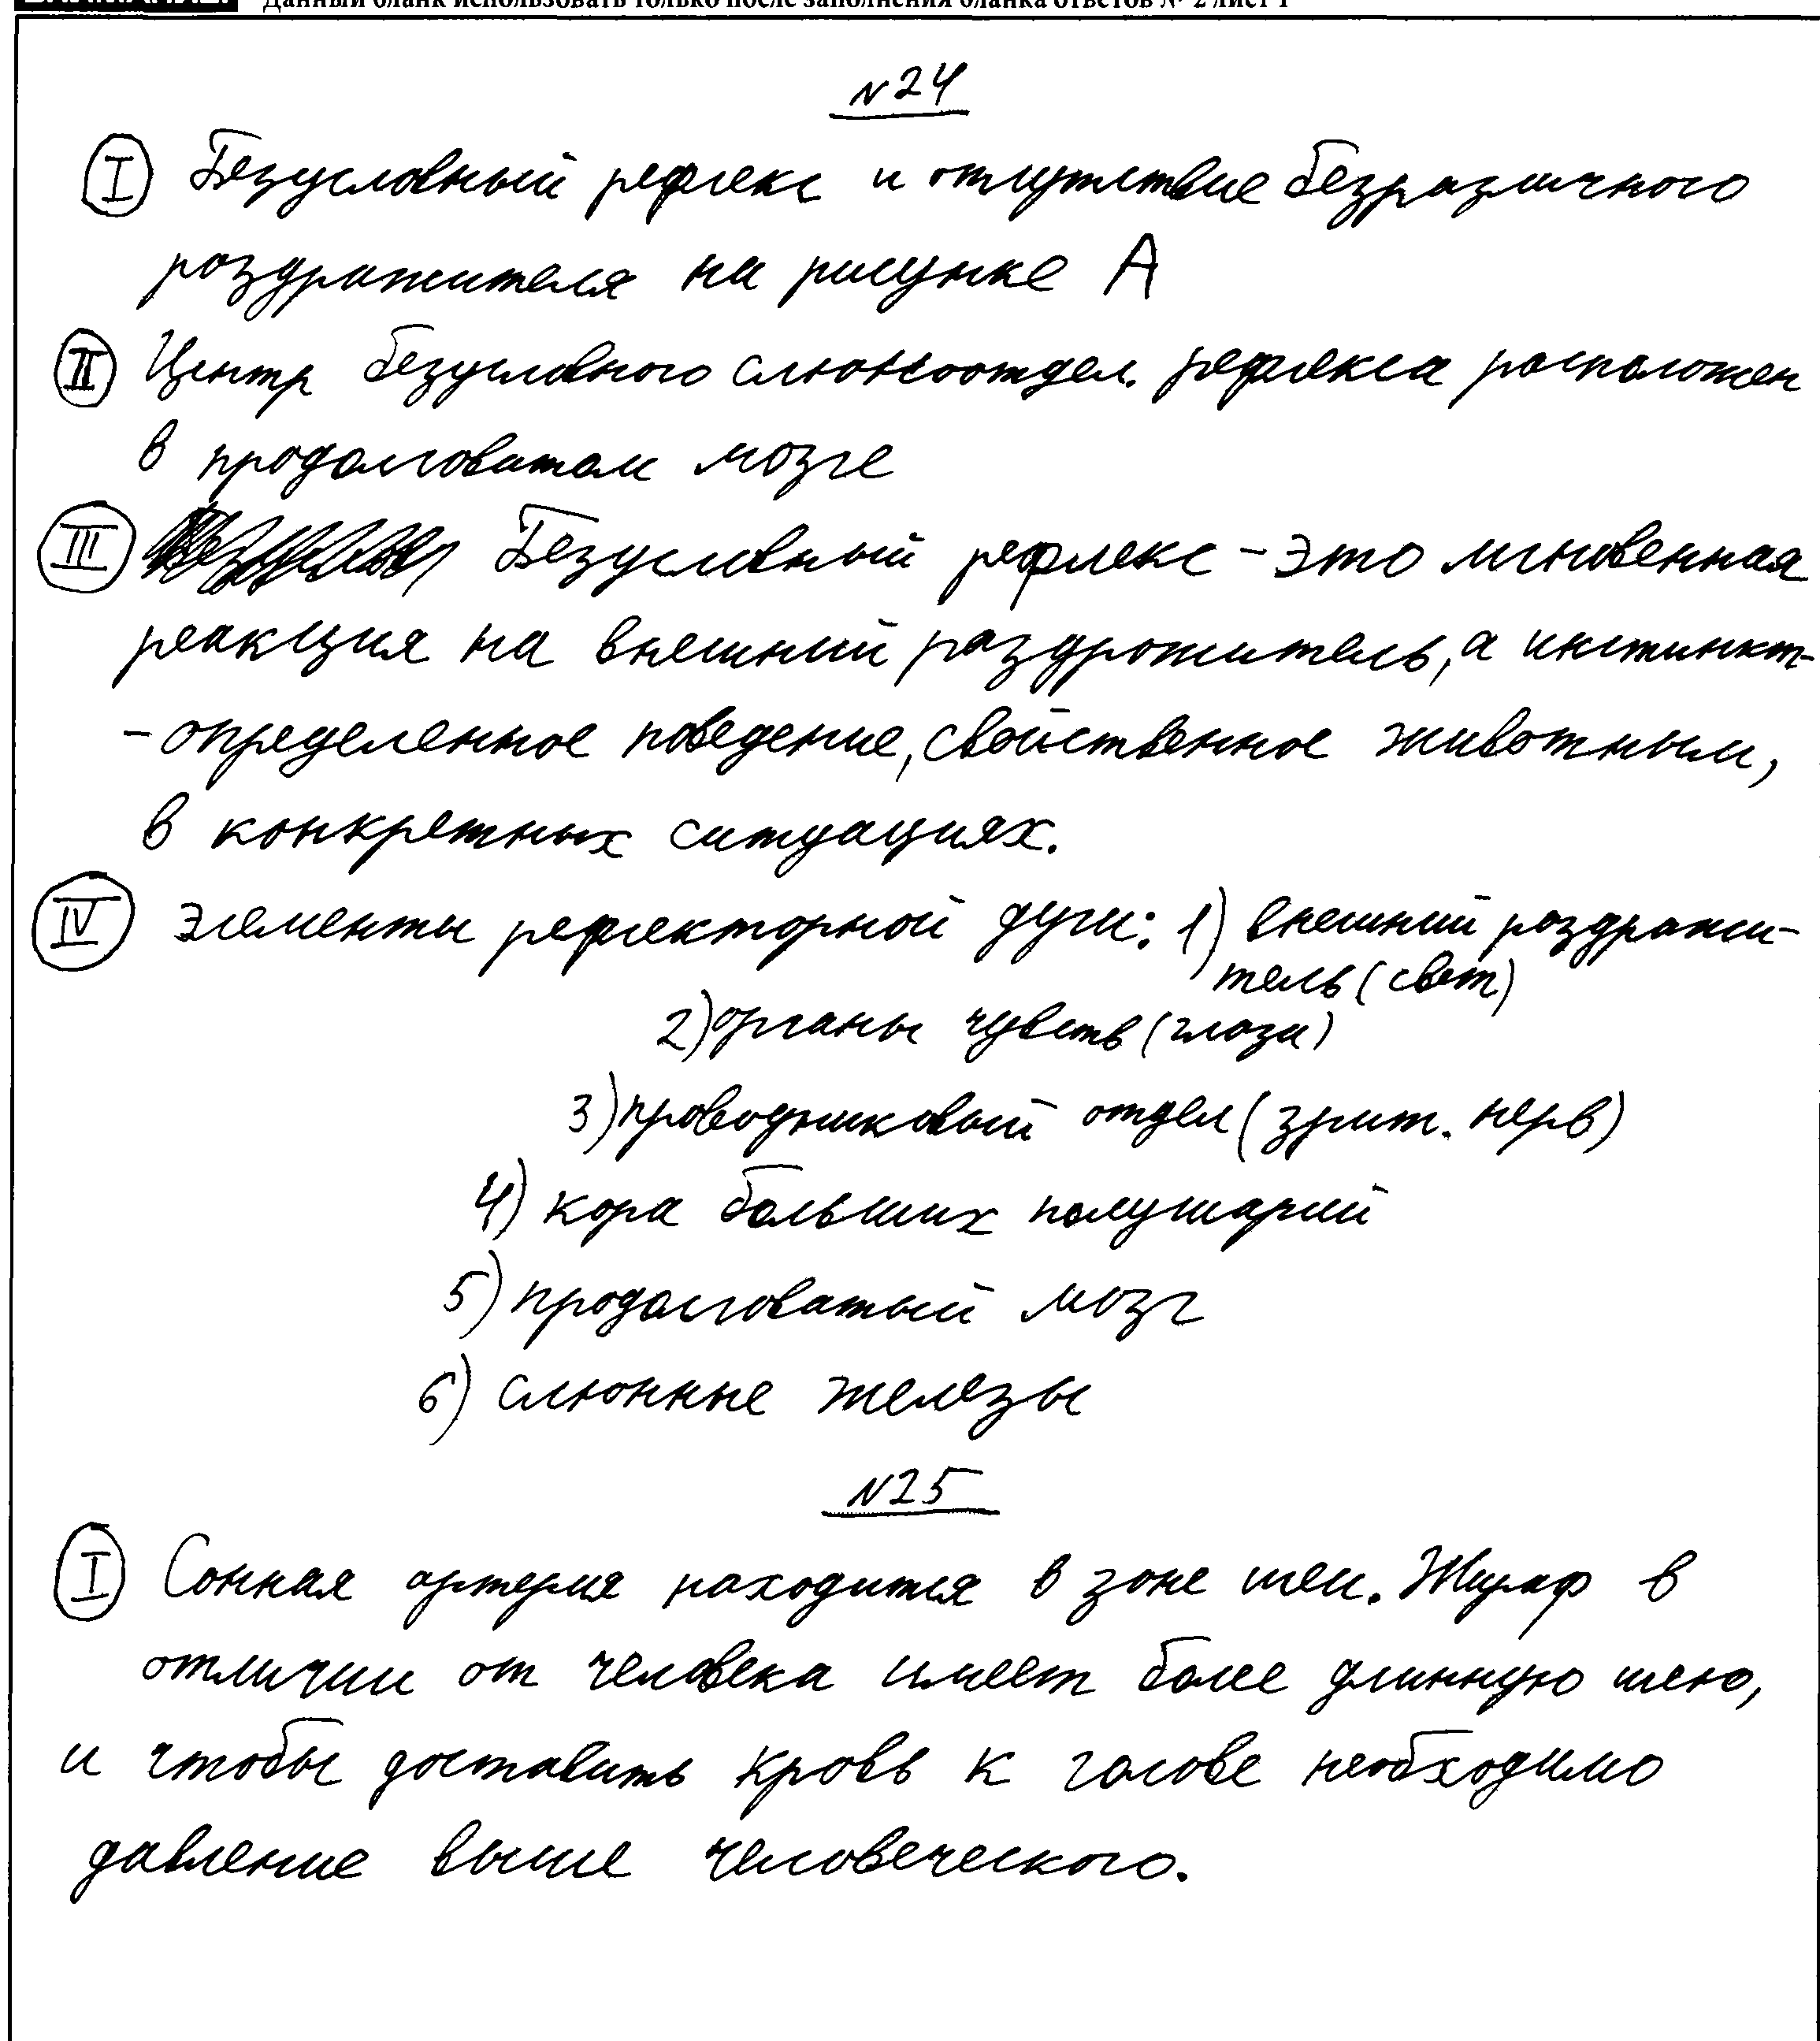 Данный бланк использовать только после заполнения бланка ответов № 2 лист 1
№24
I Безусловный рефлекс и отсутствие безразличного
раздражителя на рисунке А
II Центр безусловного слюноотдел. рефлекса расположен
в продолговатом мозге
III Безусловный рефлекс - это мгновенная
реакция на внешний раздрожитель, а инстинкт-
- определенное поведение, свойственное животным,
в конкретных ситуациях.
IV Элементы рефлекторной дуги: 1) внешний раздражи-
тель (свет)
2) органы чувств (глаза)
3) проводниковый отдел (зрит. нерв)
4) кора больших полушарий
5) продолговатый мозг
6) слюнные железы
№25
I Сонная артерия находится в зоне шеи. Жираф в
отличии от человека имеет более длинную шею,
и чтобы доставить кровь к голове необходимо
давление выше человеческого.